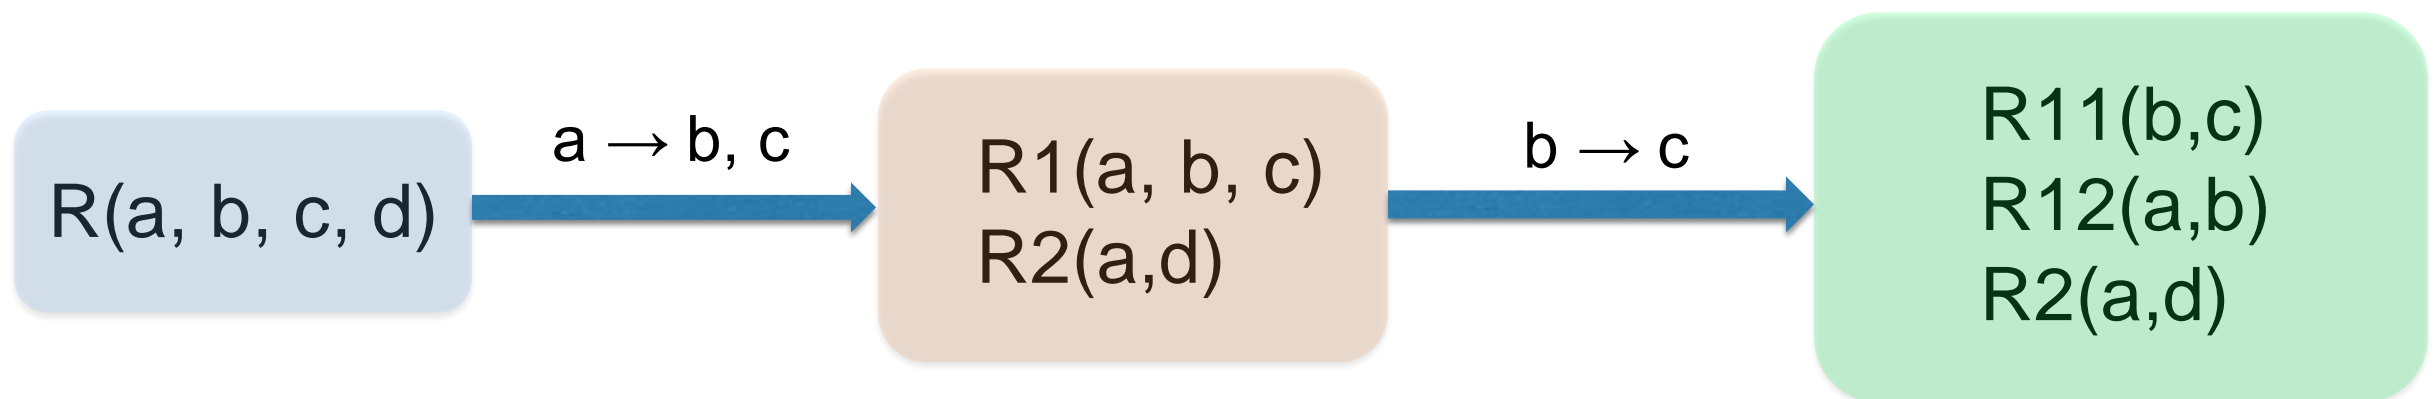 R(a, b, c, d)
a → b, c
R1(a, b, c)
R2(a,d)
b → c
R11(b,c)
R12(a,b)
R2(a,d)